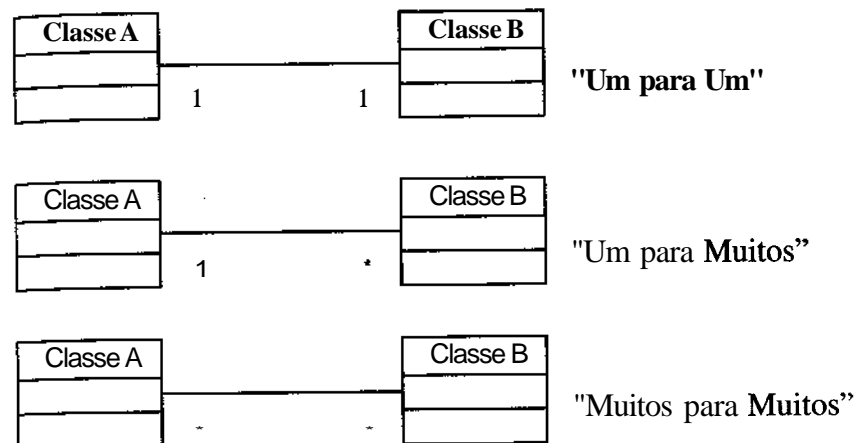 Classe A Classe B
1 1 "Um para Um"
Classe A Classe B
1 * "Um para Muitos”
Classe A Classe B
* * "Muitos para Muitos”